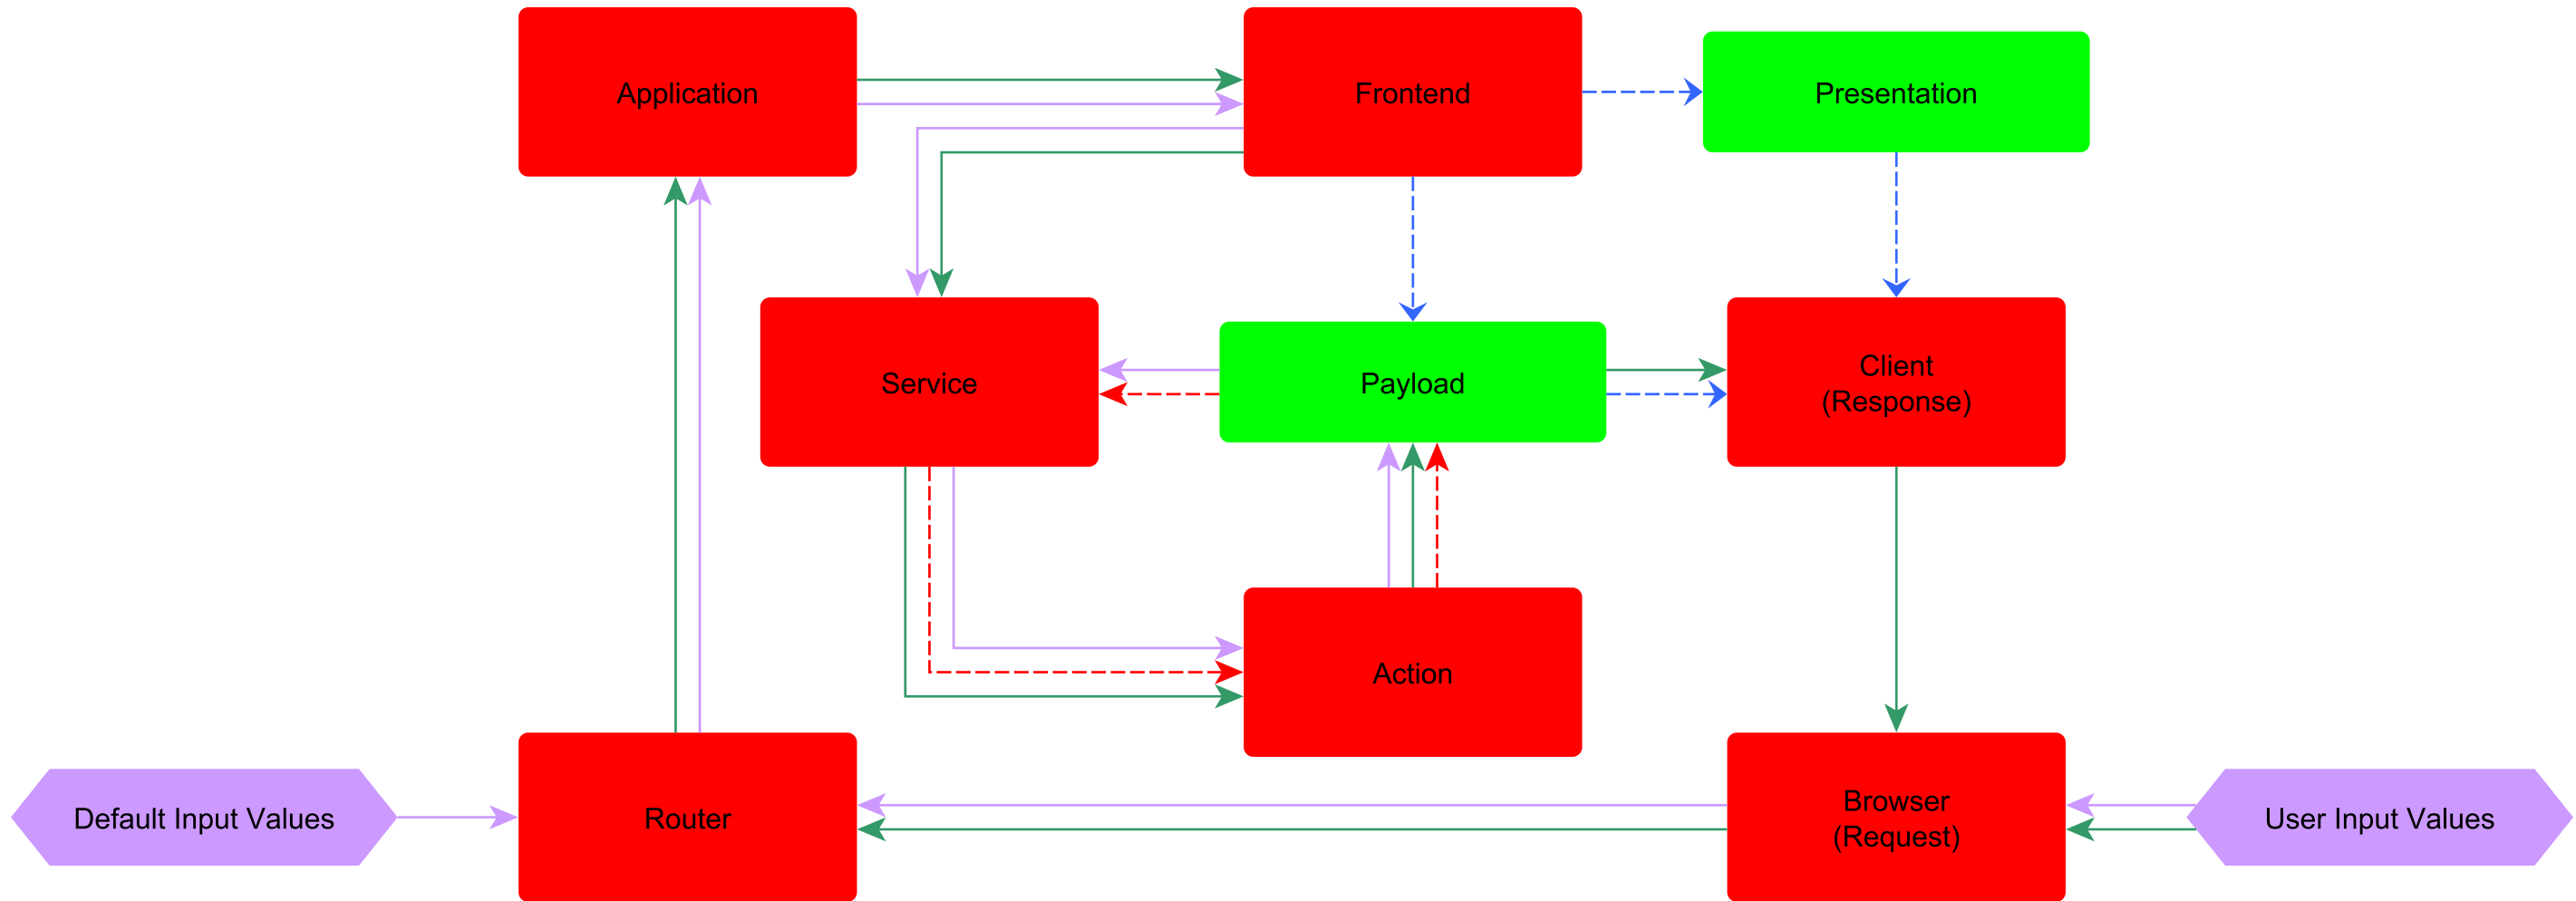 Application
Frontend
Presentation
Service
Payload
Client
(Response)
Action
Default Input Values
Router
Browser
(Request)
User Input Values